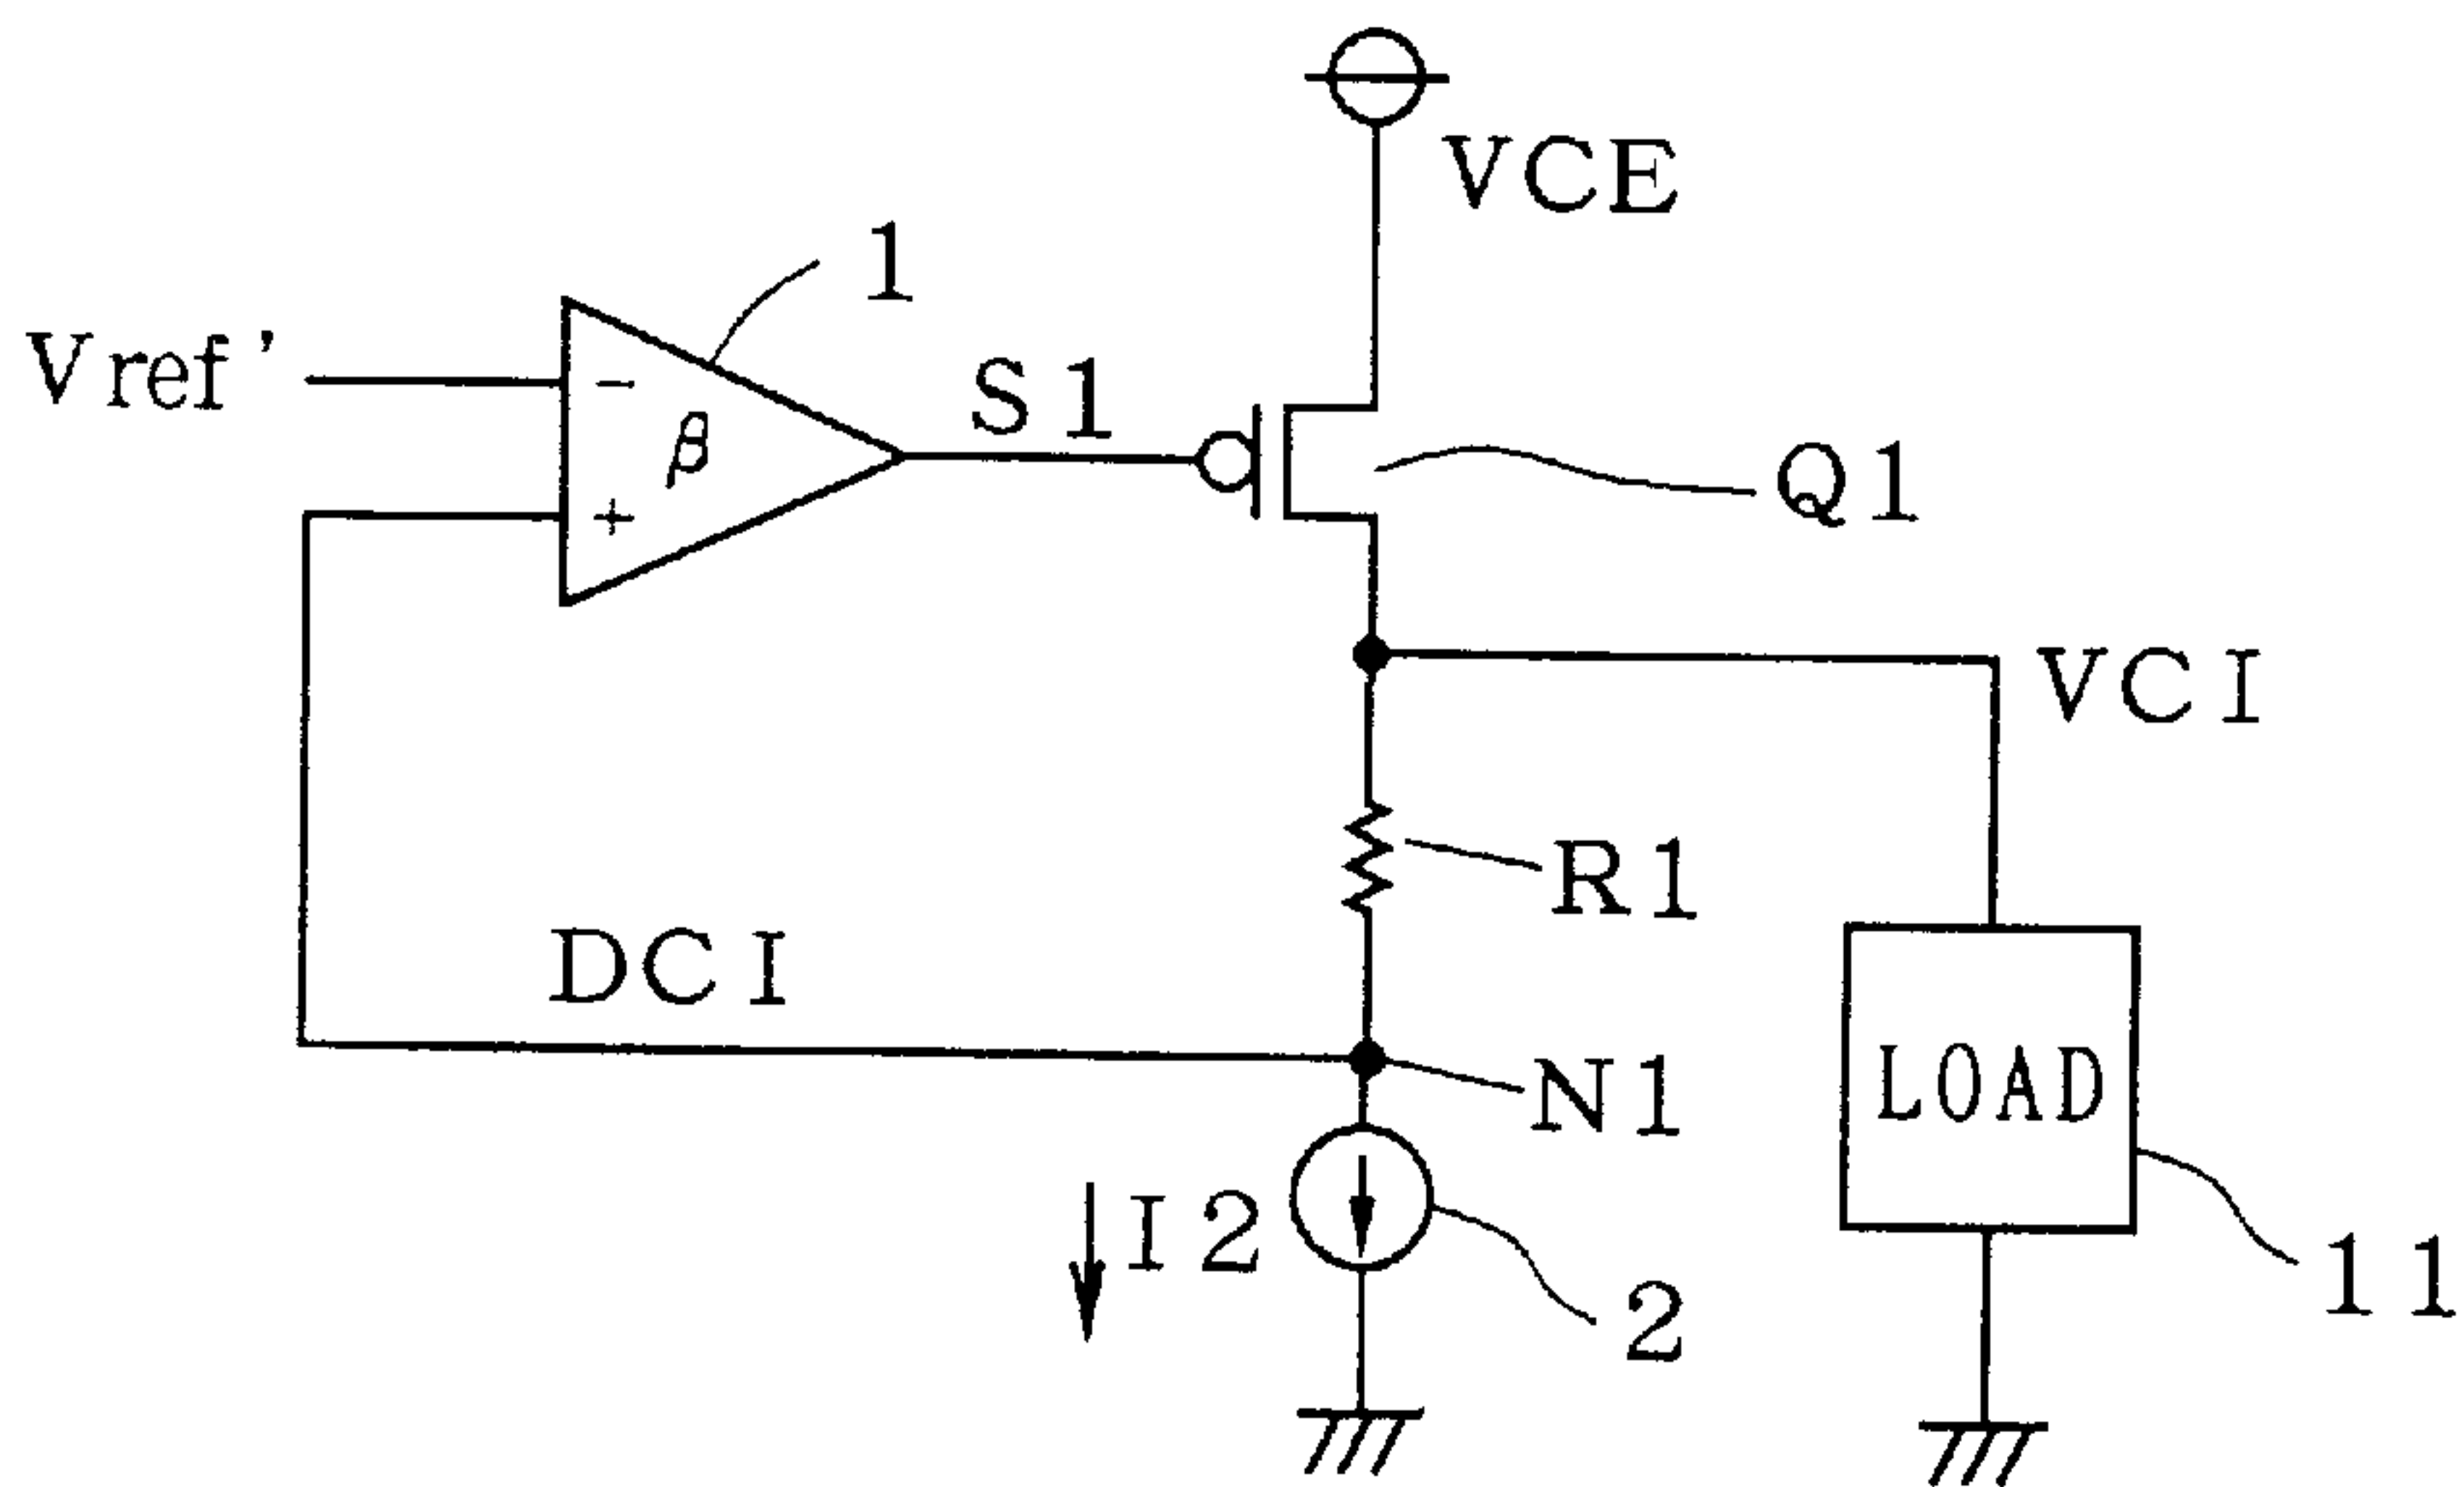 VCE
1
Vref'
-
β
S1
+
Q1
VCI
R1
DCI
LOAD
N1
I2
2
11